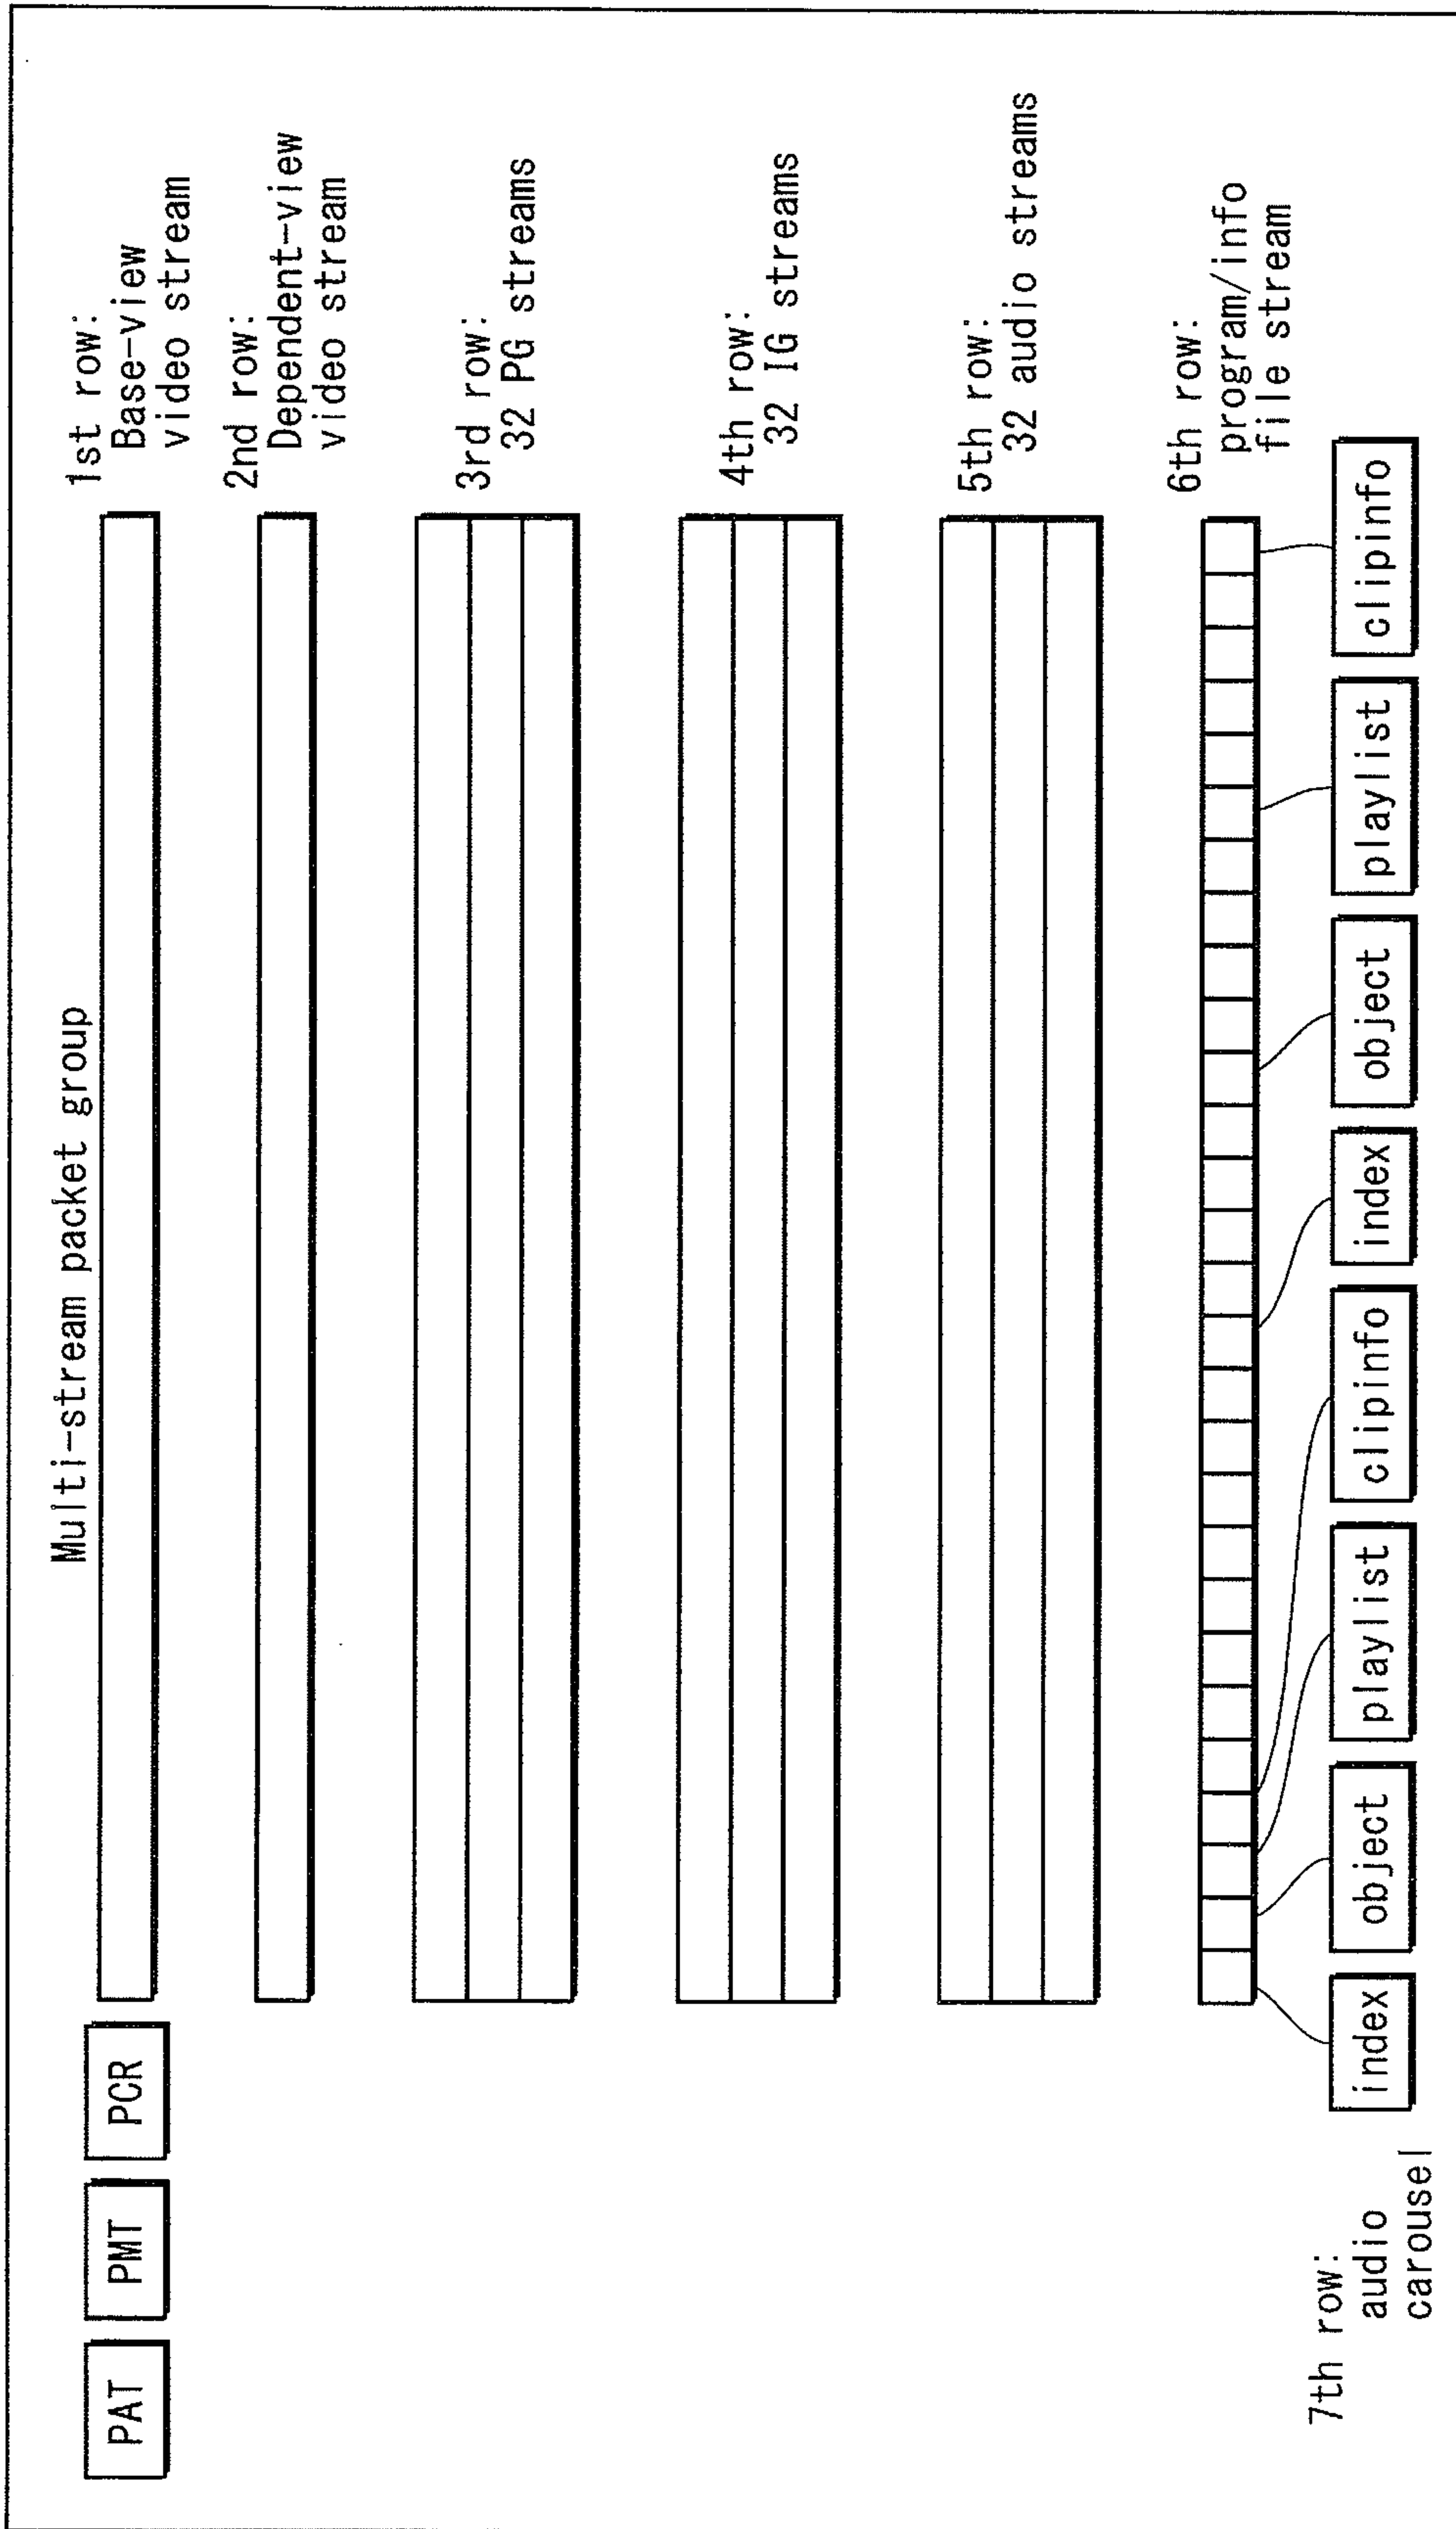 Multi-stream packet group
PAT
PMT
PCR
1st row:
Base-view
video stream
2nd row:
Dependent-view
video stream
3rd row:
32 PG streams
4th row:
32 IG streams
5th row:
32 audio streams
6th row:
program/info
file stream
7th row:
audio
carousel
index
object
playlist
clipinfo
index
object
playlist
clipinfo